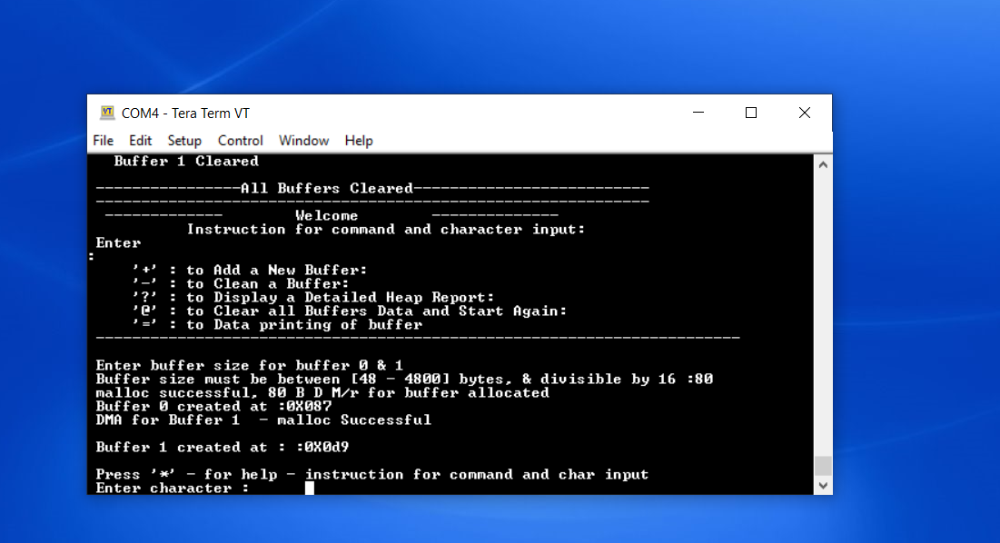 COM4 - Tera Term VT
File Edit Setup Control Window Help
Buffer 1 Cleared
----------------All Buffers Cleared--------------------------
-------------------------------------------------------------
------------- Welcome --------------
Instruction for command and character input:
Enter
:
'+' : to Add a New Buffer:
'-' : to Clean a Buffer:
'?' : to Display a Detailed Heap Report:
'@' : to Clear all Buffers Data and Start Again:
'=' : to Data printing of buffer
-----------------------------------------------------------------------
Enter buffer size for buffer 0 & 1
Buffer size must be between [48 - 4800] bytes, & divisible by 16 :80
malloc successful, 80 B D M/r for buffer allocated
Buffer 0 created at :0X087
DMA for Buffer 1  - malloc Successful
Buffer 1 created at : :0X0d9
Press '*' - for help - instruction for command and char input
Enter character :